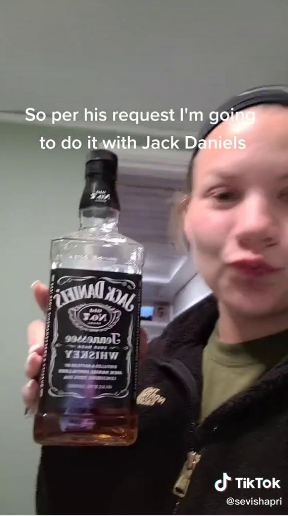 So per his request I'm going
to do it with Jack Daniels
JACK DANIEL'S
OLD
No. 7
Tennessee
WHISKEY
TikTok
@sevishapri